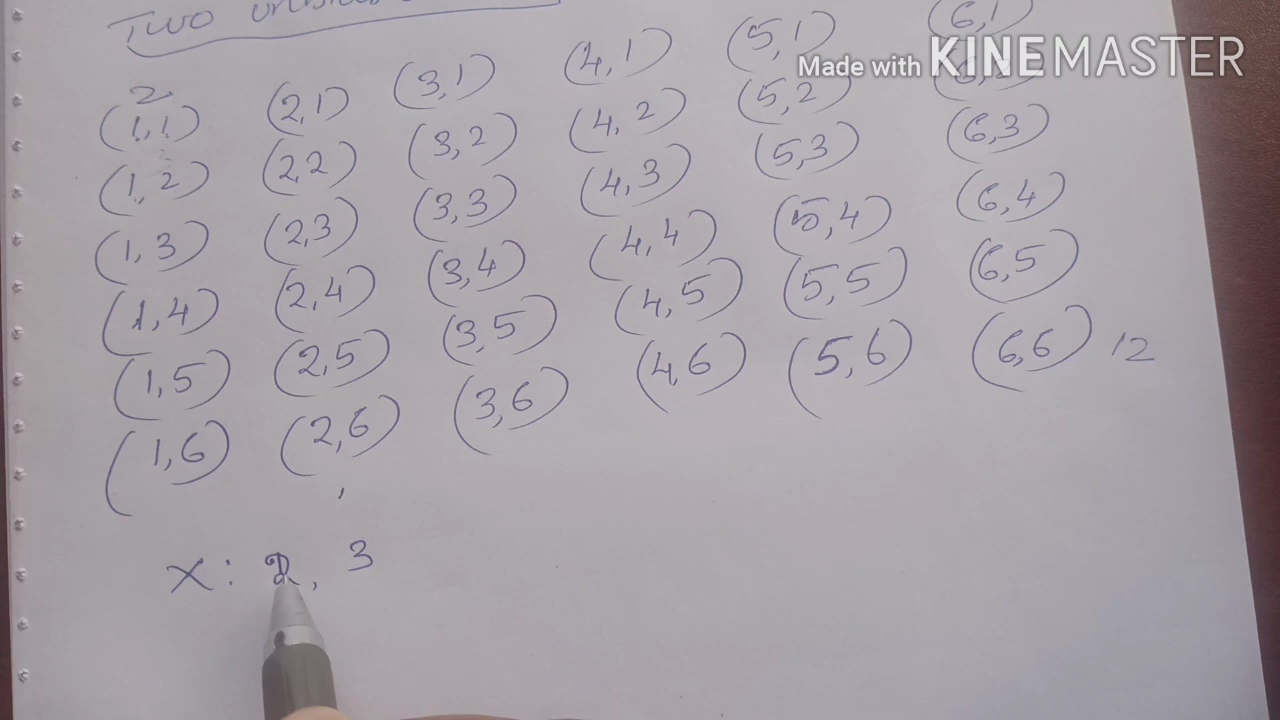 TWO
Made with KINEMASTER
2
(1,1) (2,1) (3,1) (4,1) (5,1) (6,1)
(1,2) (2,2) (3,2) (4,2) (5,2) (6,2)
(1,3) (2,3) (3,3) (4,3) (5,3) (6,3)
(1,4) (2,4) (3,4) (4,4) (5,4) (6,4)
(1,5) (2,5) (3,5) (4,5) (5,5) (6,5)
(1,6) (2,6) (3,6) (4,6) (5,6) (6,6) 12
X: 2, 3